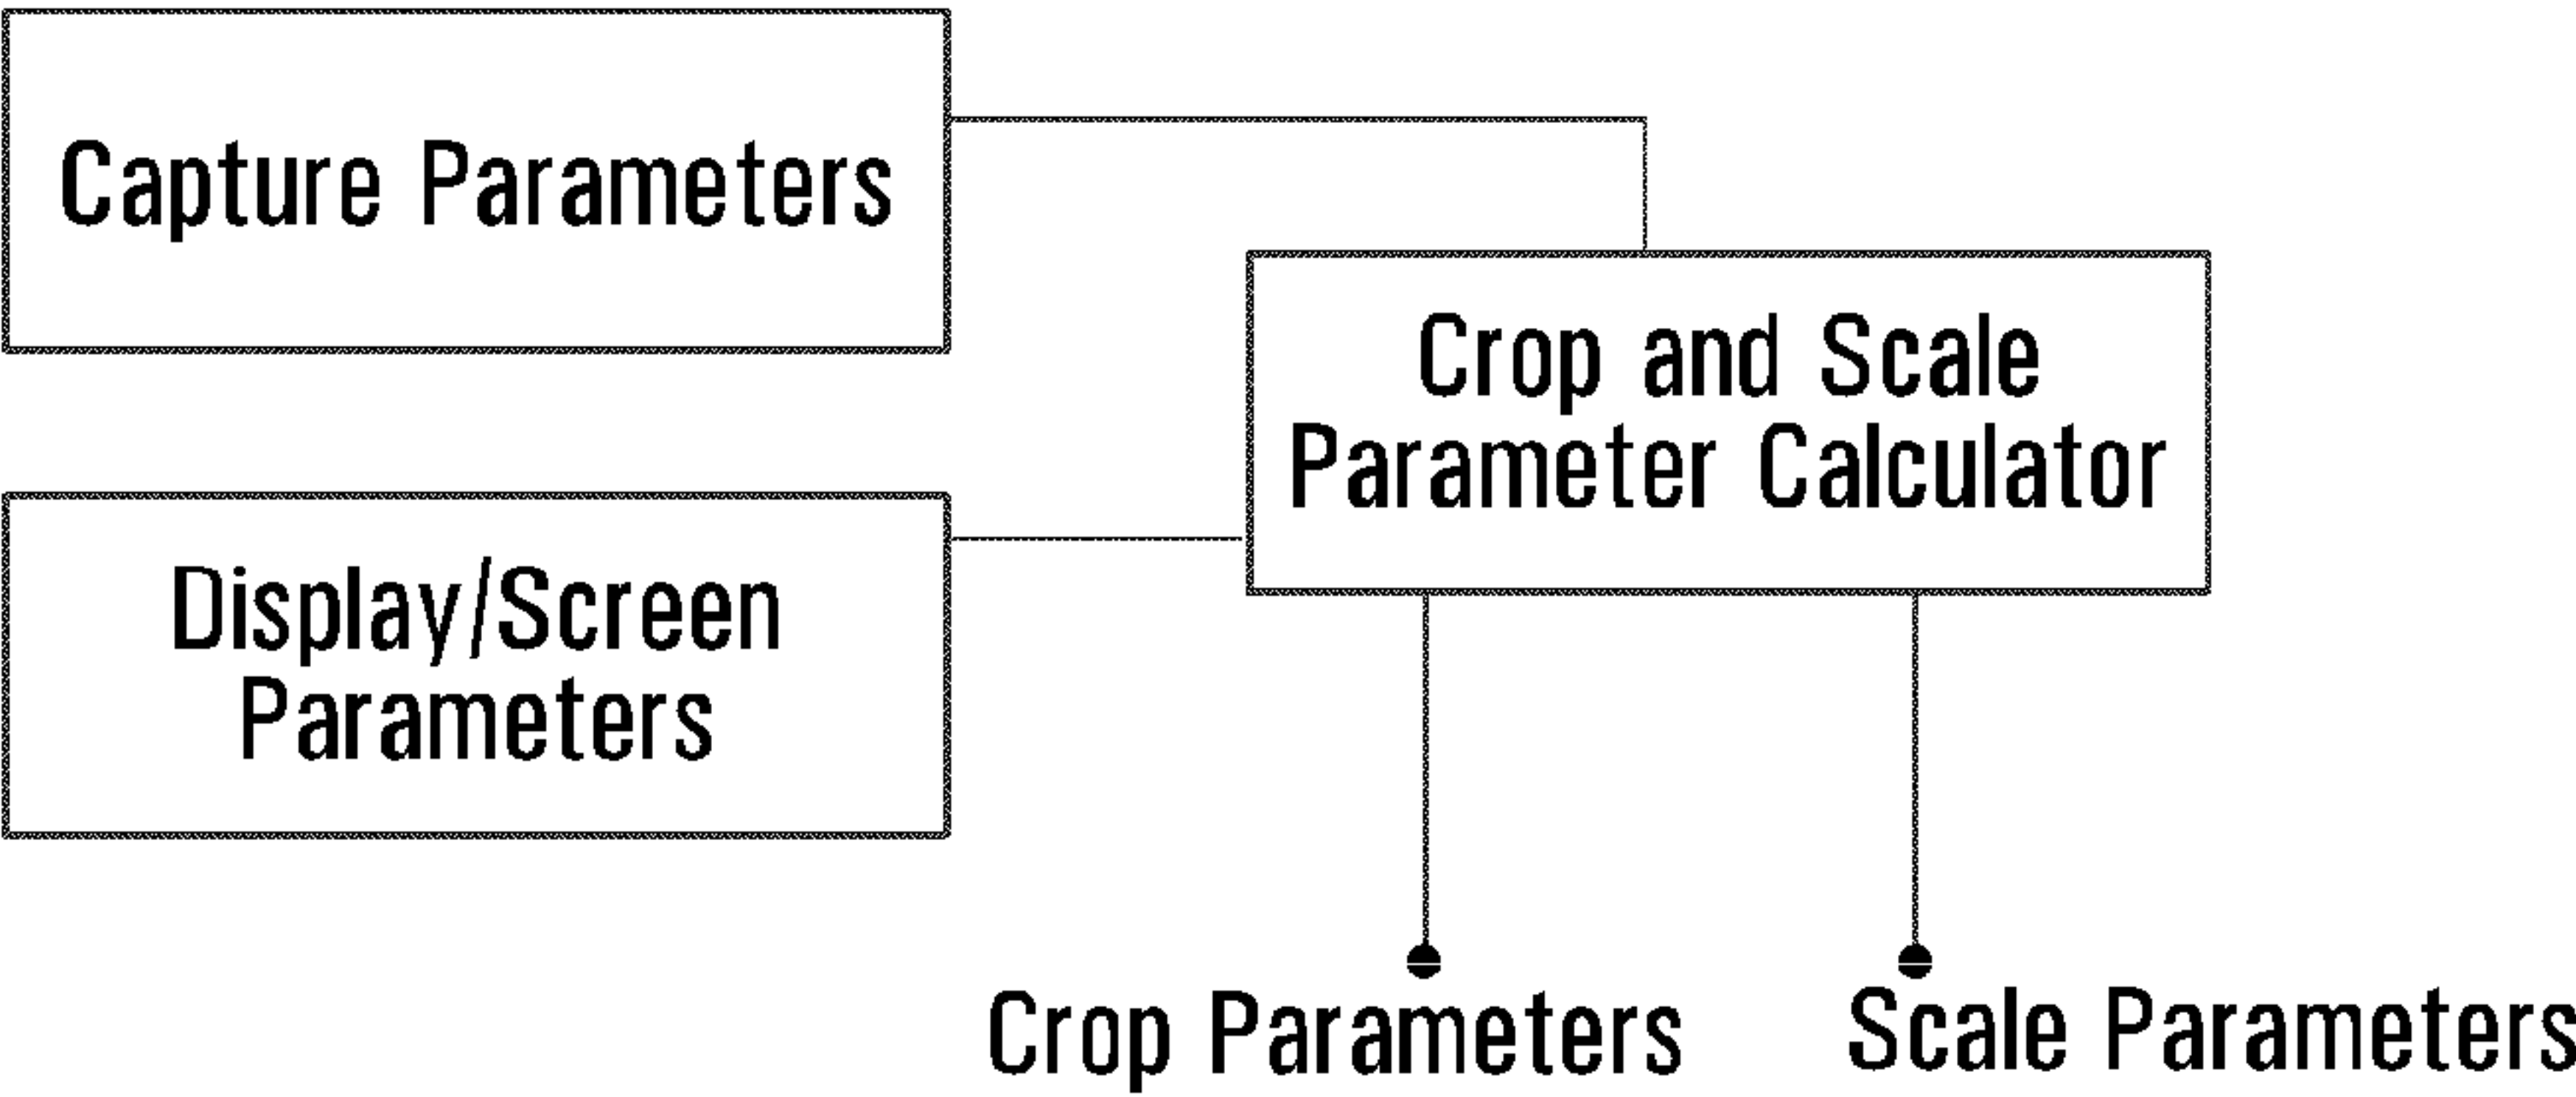 Capture Parameters
Crop and Scale
Parameter Calculator
Display/Screen
Parameters
Crop Parameters
Scale Parameters